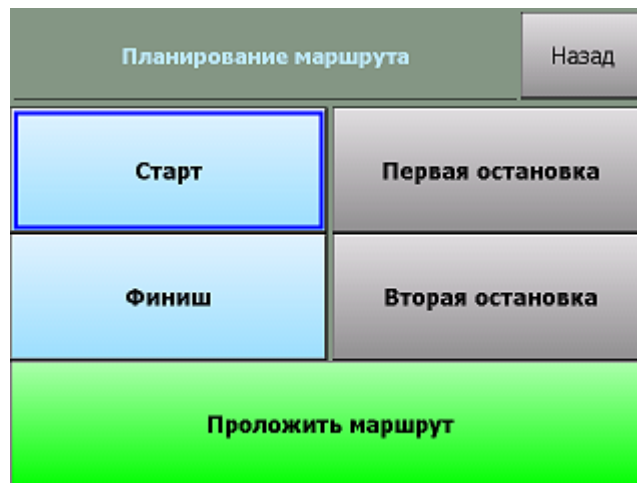 Планирование маршрута
Назад
Старт
Первая остановка
Финиш
Вторая остановка
Проложить маршрут